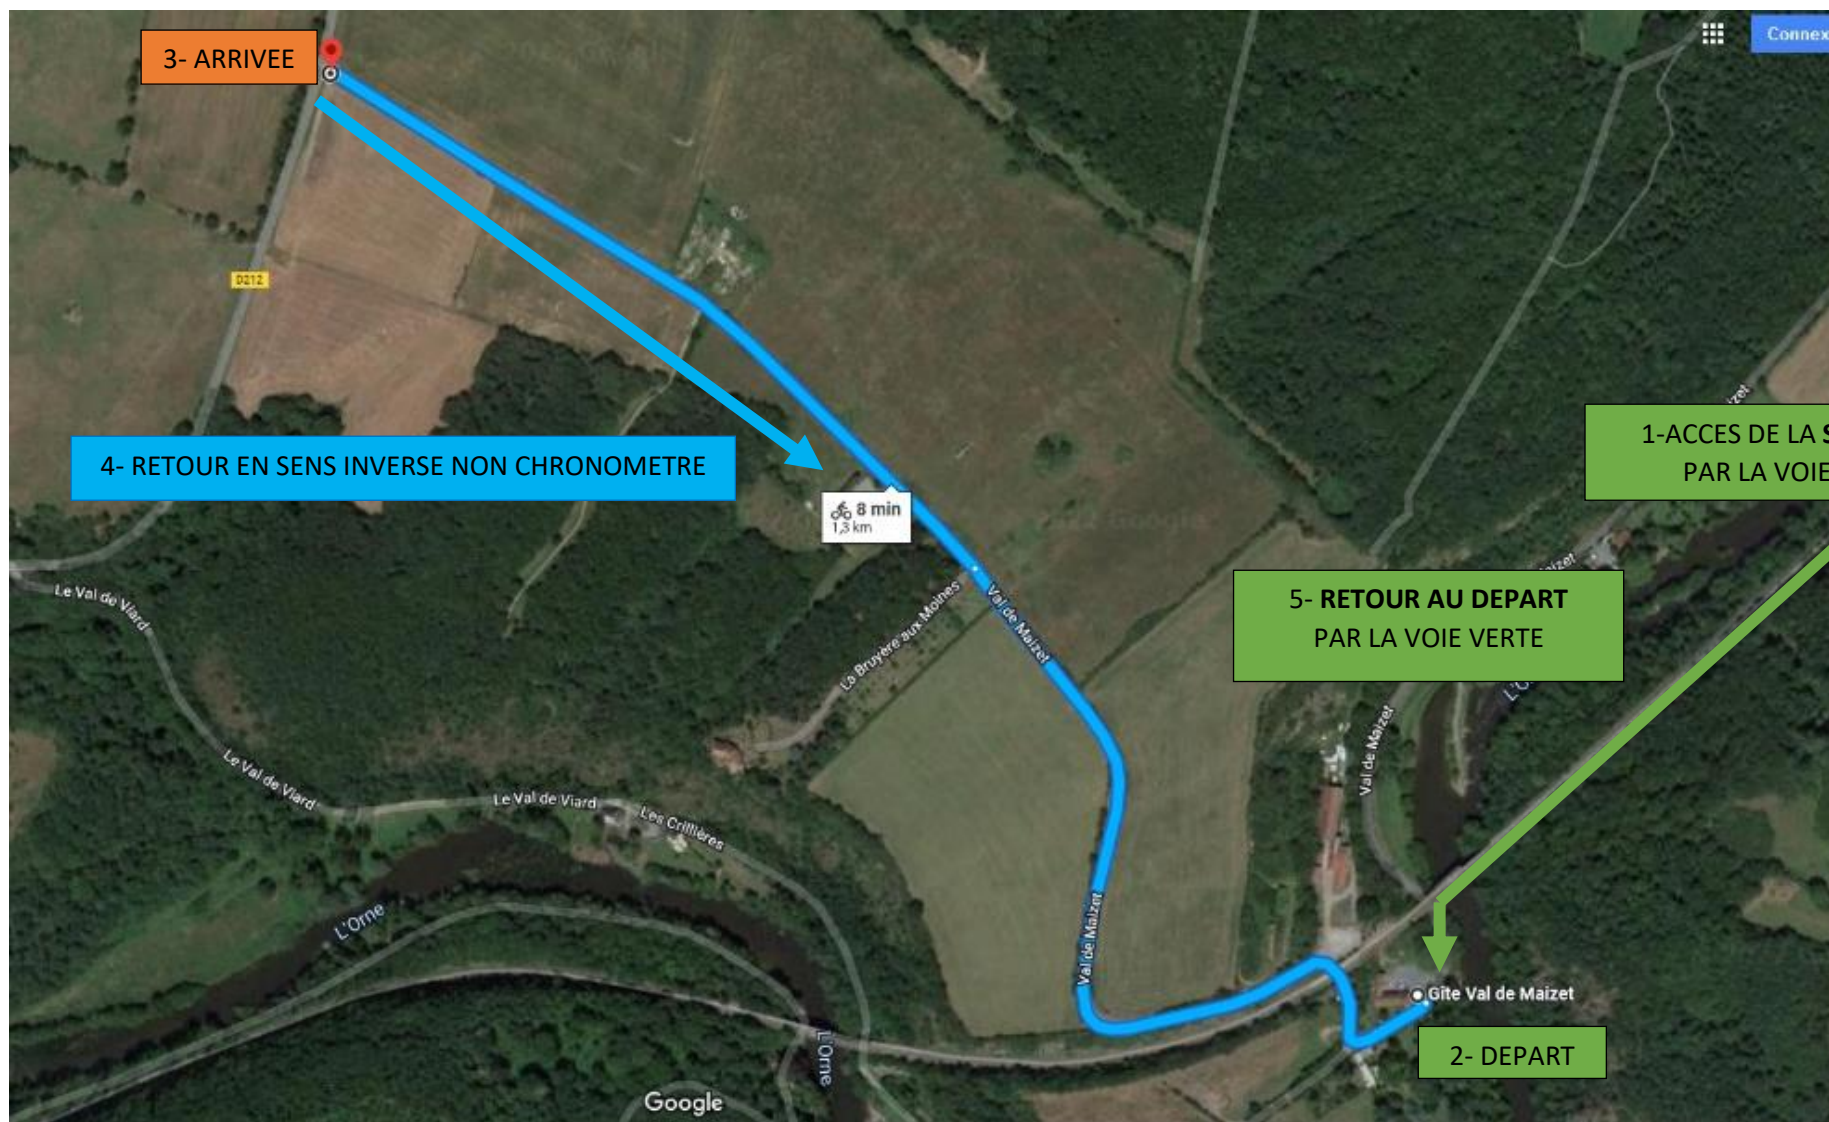 Connex
3- ARRIVEE
D212
1-ACCES DE LA S
PAR LA VOIE
4- RETOUR EN SENS INVERSE NON CHRONOMETRE
8 min
1,3 km
5- RETOUR AU DEPART
PAR LA VOIE VERTE
Le Val de Viard
La Bruyère aux Moines
Val de Maizet
Val de Maizet
Le Val de Viard
Le Val de Viard
Les Crillières
L'Orne
Val de Maizet
Gîte Val de Maizet
2- DEPART
L'Orne
Google